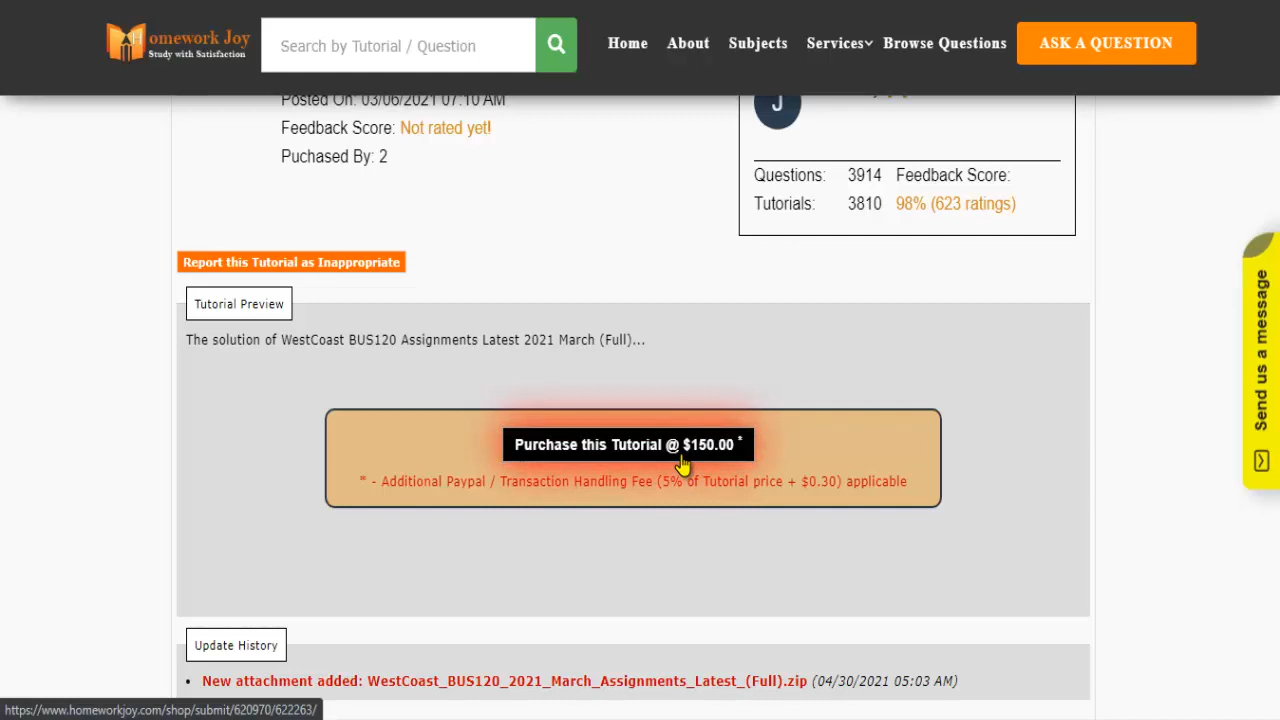 omework Joy
Study with Satisfaction
Search by Tutorial / Question
Home About Subjects Services Browse Questions ASK A QUESTION
Posted On: 03/06/2021 07:10 AM
J
Feedback Score: Not rated yet!
Puchased By: 2
Questions: 3914 Feedback Score:
Tutorials: 3810 98% (623 ratings)
Report this Tutorial as Inappropriate
Send us a message
Tutorial Preview
The solution of WestCoast BUS120 Assignments Latest 2021 March (Full)...
Purchase this Tutorial @ $150.00 *
* - Additional Paypal / Transaction Handling Fee (5% of Tutorial price + $0.30) applicable
Update History
• New attachment added: WestCoast_BUS120_2021_March_Assignments_Latest_(Full).zip (04/30/2021 05:03 AM)
https://www.homeworkjoy.com/shop/submit/620970/622263/